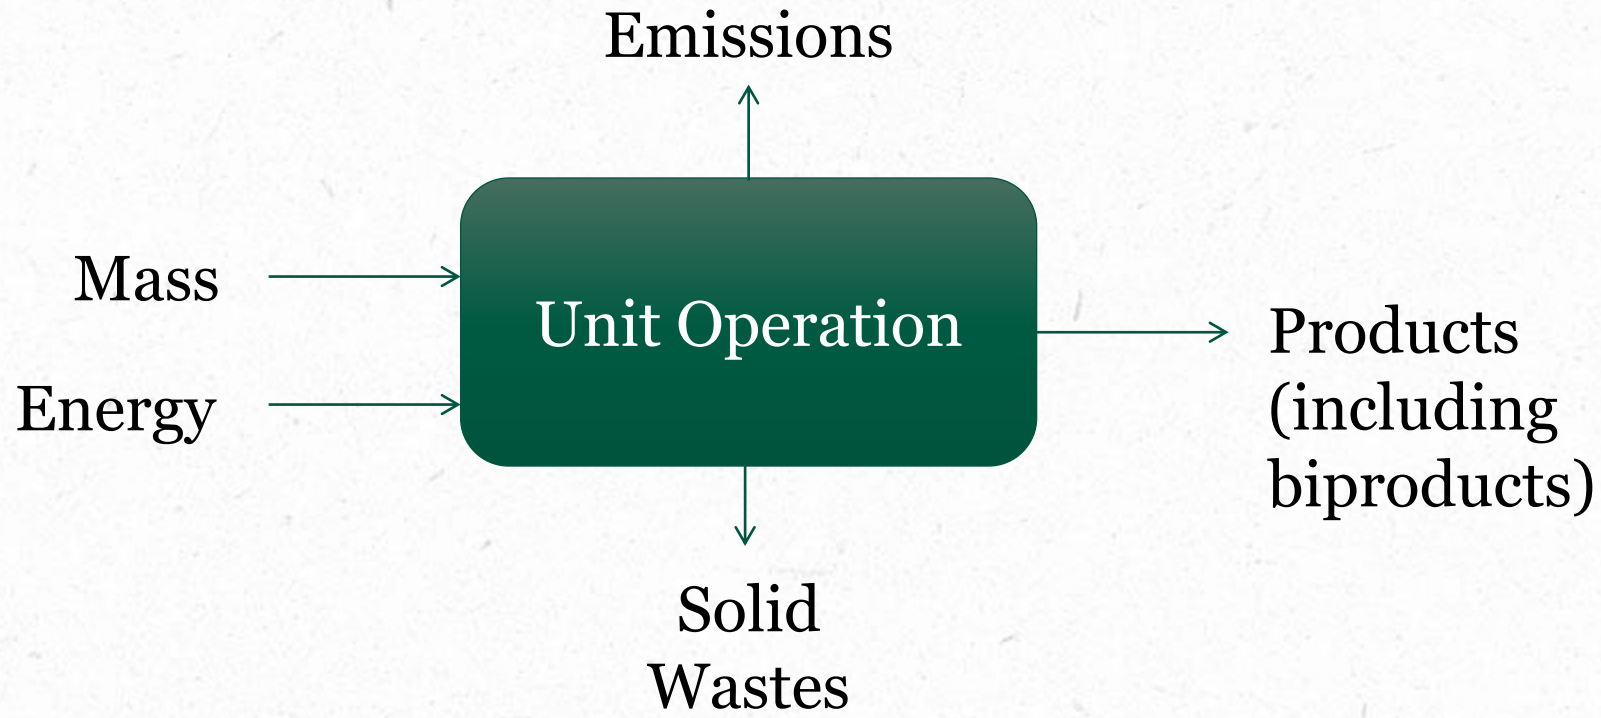 Emissions
Mass
Unit Operation
Energy
Products
(including
biproducts)
Solid
Wastes